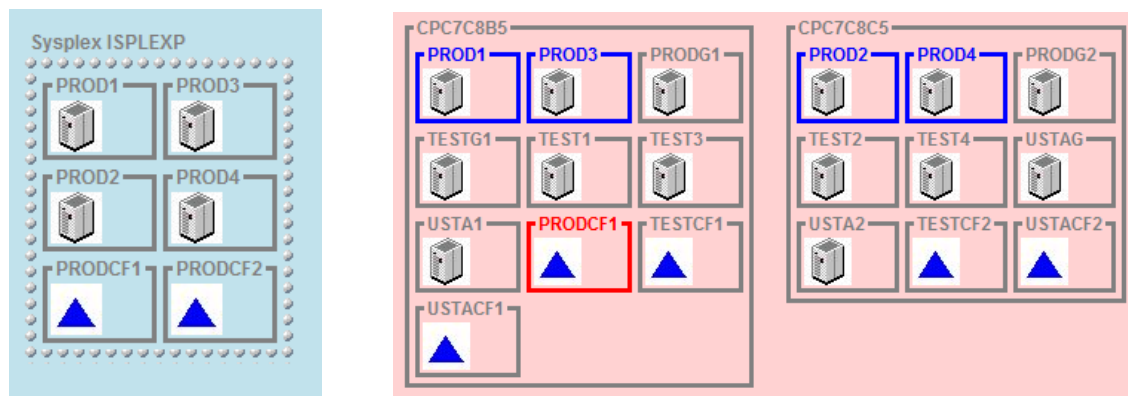 Sysplex ISPLEXP
PROD1 PROD3
PROD2 PROD4
PRODCF1 PRODCF2
CPC7C8B5
PROD1 PROD3 PRODG1
TESTG1 TEST1 TEST3
USTA1 PRODCF1 TESTCF1
USTACF1
CPC7C8C5
PROD2 PROD4 PRODG2
TEST2 TEST4 USTAG
USTA2 TESTCF2 USTACF2